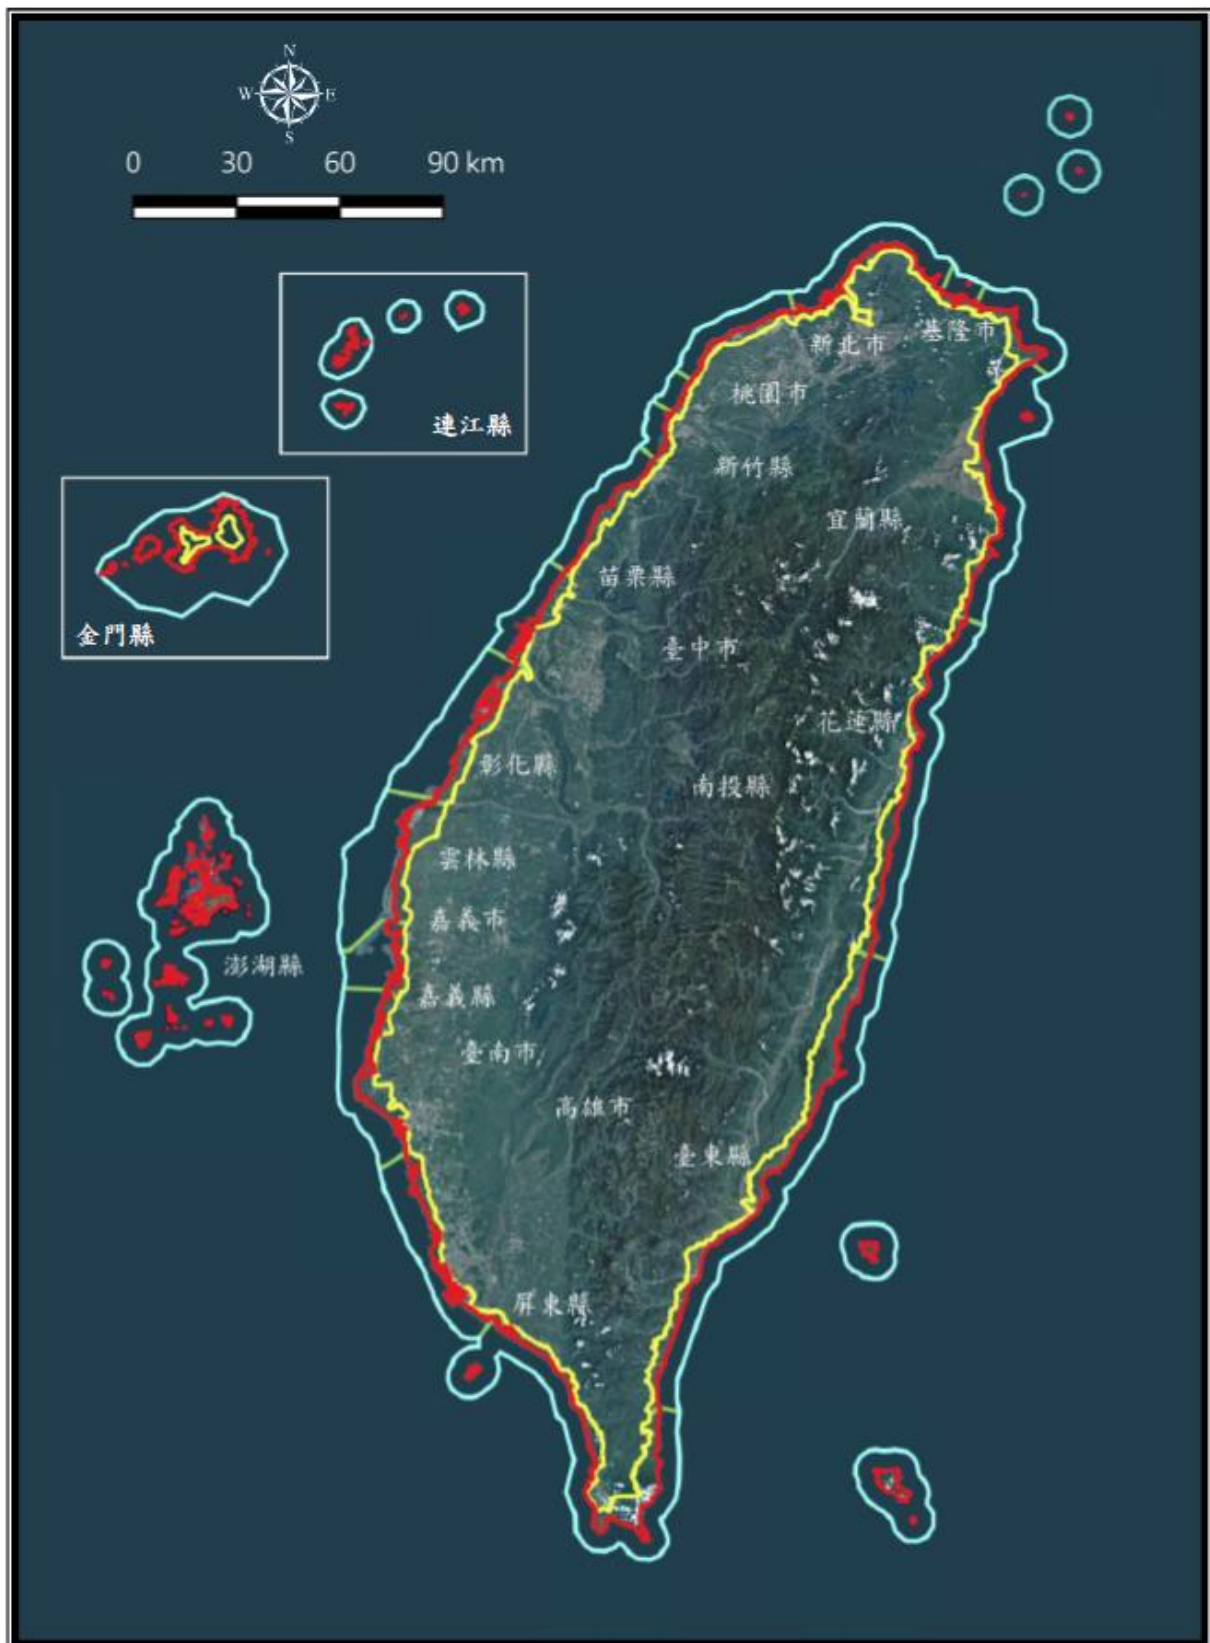 N
W E
S
0 30 60 90 km
連江縣
金門縣
基隆市
新北市
桃園市
新竹縣
宜蘭縣
苗栗縣
臺中市
花蓮縣
彰化縣
南投縣
雲林縣
嘉義市
澎湖縣
嘉義縣
臺南市
高雄市
臺東縣
屏東縣